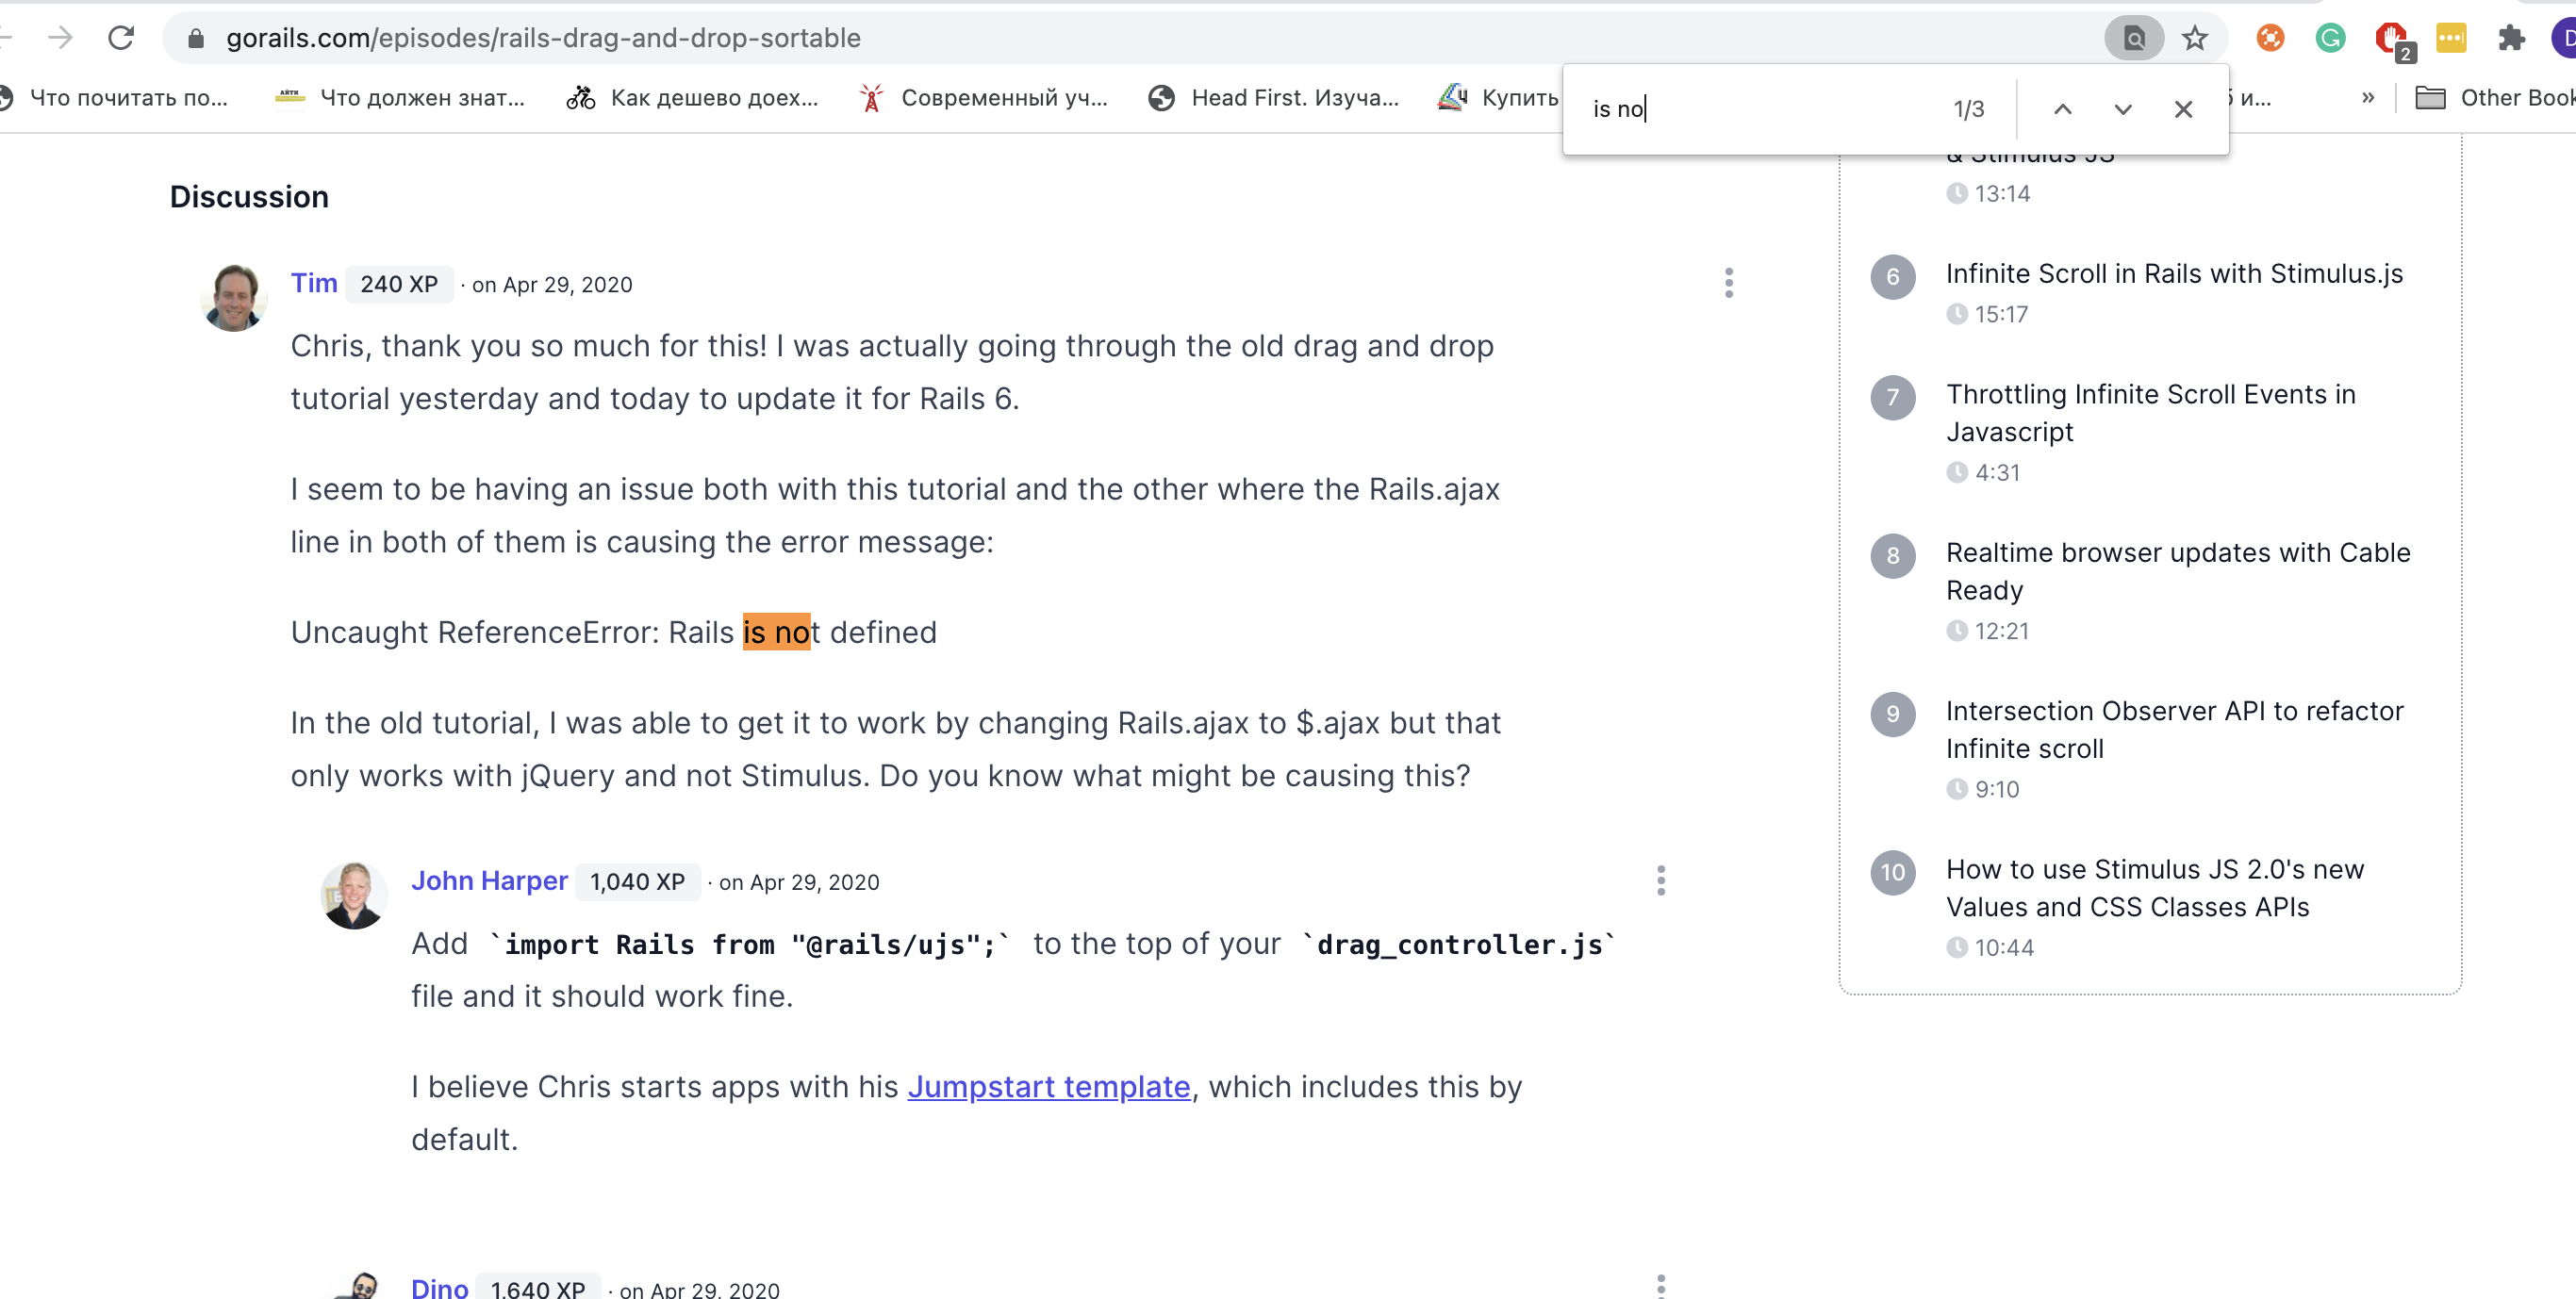 gorails.com/episodes/rails-drag-and-drop-sortable
2
D
Что почитать по...
АЙТИ
Что должен знат...
Как дешево доех...
Современный уч...
Head First. Изуча...
Купить
и...
»
Other Book
is no
1/3
Discussion
Tim 240 XP · on Apr 29, 2020
Chris, thank you so much for this! I was actually going through the old drag and drop
tutorial yesterday and today to update it for Rails 6.
I seem to be having an issue both with this tutorial and the other where the Rails.ajax
line in both of them is causing the error message:
Uncaught ReferenceError: Rails is not defined
In the old tutorial, I was able to get it to work by changing Rails.ajax to $.ajax but that
only works with jQuery and not Stimulus. Do you know what might be causing this?
John Harper 1,040 XP · on Apr 29, 2020
Add `import Rails from "@rails/ujs";` to the top of your `drag_controller.js`
file and it should work fine.
I believe Chris starts apps with his Jumpstart template, which includes this by
default.
Dino 1,640 XP · on Apr 29, 2020
& Stimulus JS
13:14
6 Infinite Scroll in Rails with Stimulus.js
15:17
7 Throttling Infinite Scroll Events in
Javascript
4:31
8 Realtime browser updates with Cable
Ready
12:21
9 Intersection Observer API to refactor
Infinite scroll
9:10
10 How to use Stimulus JS 2.0's new
Values and CSS Classes APIs
10:44